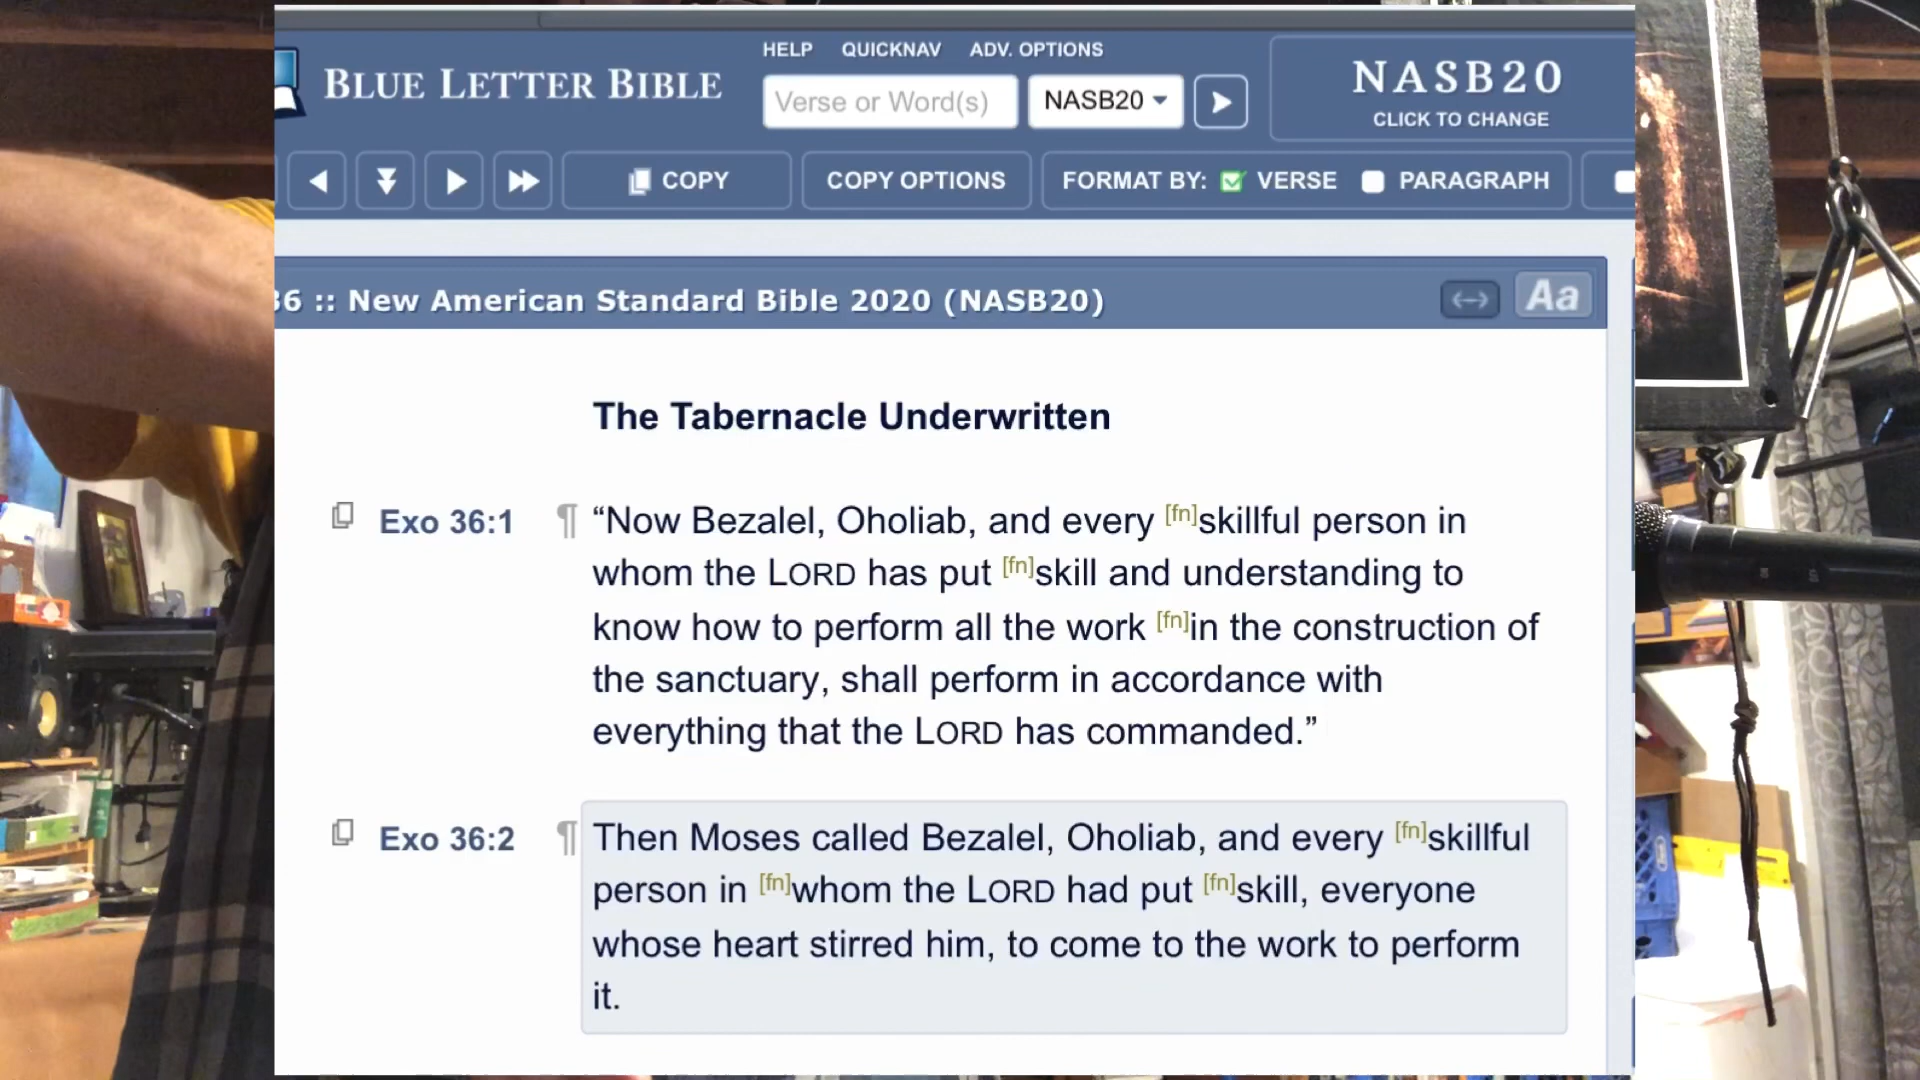 HELP QUICKNAV ADV. OPTIONS
BLUE LETTER BIBLE
Verse or Word(s)
NASB20
NASB20
CLICK TO CHANGE
COPY
COPY OPTIONS
FORMAT BY: VERSE PARAGRAPH
36 :: New American Standard Bible 2020 (NASB20)
Aa
The Tabernacle Underwritten
Exo 36:1 ¶ “Now Bezalel, Oholiab, and every [fn]skillful person in
whom the LORD has put [fn]skill and understanding to
know how to perform all the work [fn]in the construction of
the sanctuary, shall perform in accordance with
everything that the LORD has commanded.”
Exo 36:2 ¶ Then Moses called Bezalel, Oholiab, and every [fn]skillful
person in [fn]whom the LORD had put [fn]skill, everyone
whose heart stirred him, to come to the work to perform
it.